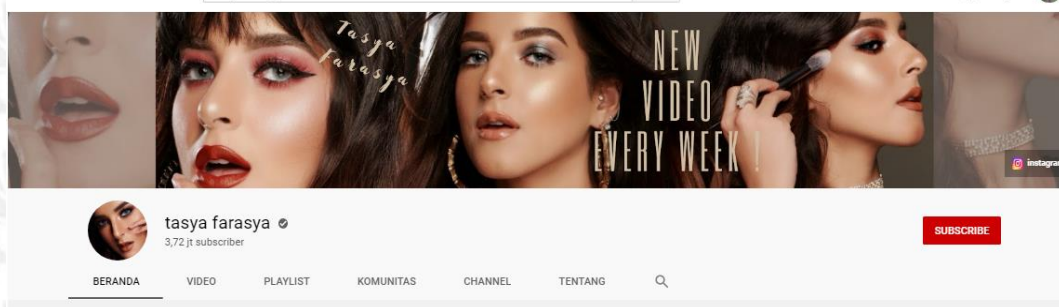 Tasya
Farasya
NEW
VIDEO
EVERY WEEK !
instagram
tasya farasya
3,72 jt subscriber
SUBSCRIBE
BERANDA VIDEO PLAYLIST KOMUNITAS CHANNEL TENTANG